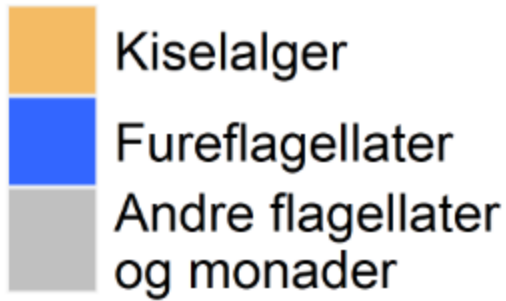 Kiselalger
Fureflagellater
Andre flagellater
og monader